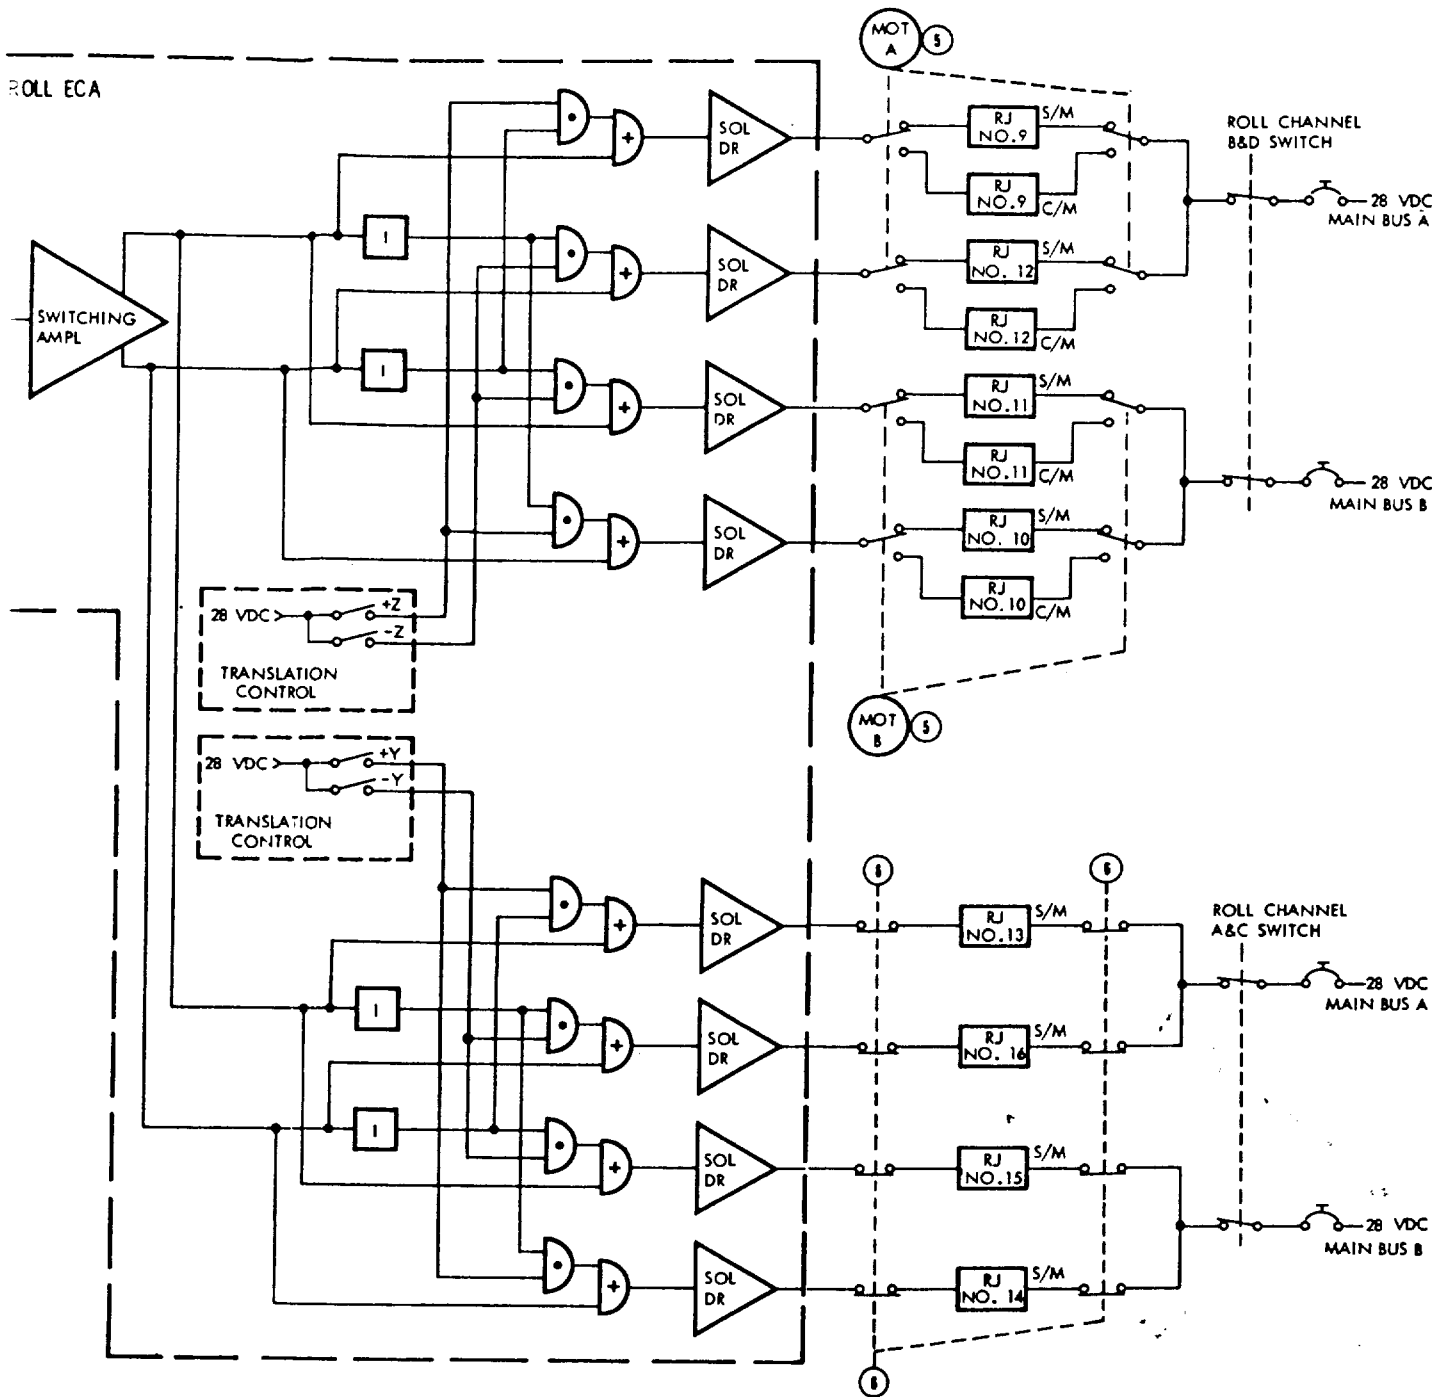 MOT
A
5
ROLL ECA
SOL
DR
RJ
NO. 9
S/M
RJ
NO. 9
C/M
ROLL CHANNEL
B&D SWITCH
28 VDC
MAIN BUS A
I
SOL
DR
RJ
NO. 12
S/M
RJ
NO. 12
C/M
SWITCHING
AMPL
I
SOL
DR
RJ
NO. 11
S/M
RJ
NO. 11
C/M
28 VDC
MAIN BUS B
SOL
DR
RJ
NO. 10
S/M
RJ
NO. 10
C/M
28 VDC
+Z
-Z
TRANSLATION
CONTROL
MOT
B
5
28 VDC
+Y
-Y
TRANSLATION
CONTROL
6
6
SOL
DR
RJ
NO. 13
S/M
ROLL CHANNEL
A&C SWITCH
28 VDC
MAIN BUS A
I
SOL
DR
RJ
NO. 16
S/M
I
SOL
DR
RJ
NO. 15
S/M
28 VDC
MAIN BUS B
SOL
DR
RJ
NO. 14
S/M
6